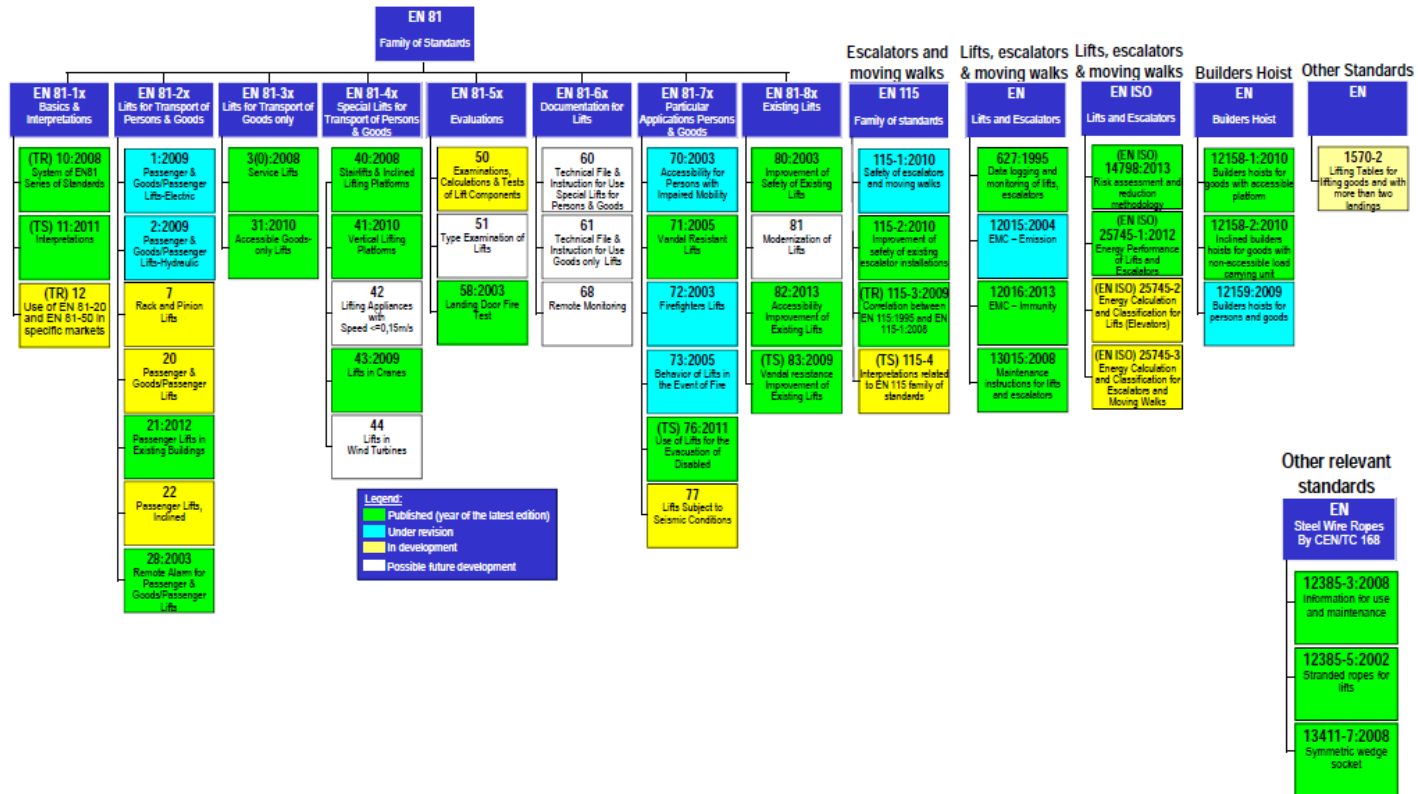 EN 81
Family of Standards
Escalators and
moving walks
Lifts, escalators
& moving walks
Lifts, escalators
& moving walks
Builders Hoist
Other Standards
EN 81-1x
Basics &
Interpretations
(TR) 10:2008
System of EN81
Series of Standards
(TS) 11:2011
Interpretations
(TR) 12
Use of EN 81-20
and EN 81-50 in
specific markets
EN 81-2x
Lifts for Transport of
Persons & Goods
1:2009
Passenger &
Goods/Passenger
Lifts-Electric
2:2009
Passenger &
Goods/Passenger
Lifts-Hydraulic
7
Rack and Pinion
Lifts
20
Passenger &
Goods/Passenger
Lifts
21:2012
Passenger Lifts in
Existing Buildings
22
Passenger Lifts,
Inclined
28:2003
Remote Alarm for
Passenger &
Goods/Passenger
Lifts
EN 81-3x
Lifts for Transport of
Goods only
3(0):2008
Service Lifts
31:2010
Accessible Goods-
only Lifts
EN 81-4x
Special Lifts for
Transport of Persons
& Goods
40:2008
Stairlifts & Inclined
Lifting Platforms
41:2010
Vertical Lifting
Platforms
42
Lifting Appliances
with
Speed <=0,15m/s
43:2009
Lifts in Cranes
44
Lifts in
Wind Turbines
EN 81-5x
Evaluations
50
Examinations,
Calculations & Tests
of Lift Components
51
Type Examination of
Lifts
58:2003
Landing Door Fire
Test
EN 81-6x
Documentation for
Lifts
60
Technical File &
Instruction for Use
Special Lifts for
Persons & Goods
61
Technical File &
Instruction for Use
Goods only Lifts
68
Remote Monitoring
EN 81-7x
Particular
Applications Persons
& Goods
70:2003
Accessibility for
Persons with
Impaired Mobility
71:2005
Vandal Resistant
Lifts
72:2003
Firefighters Lifts
73:2005
Behavior of Lifts in
the Event of Fire
(TS) 76:2011
Use of Lifts for the
Evacuation of
Disabled
77
Lifts Subject to
Seismic Conditions
EN 81-8x
Existing Lifts
80:2003
Improvement of
Safety of Existing
Lifts
81
Modernization of
Lifts
82:2013
Accessibility
Improvement of
Existing Lifts
(TS) 83:2009
Vandal resistance
Improvement of
Existing Lifts
EN 115
Family of standards
115-1:2010
Safety of escalators
and moving walks
115-2:2010
Improvement of
safety of existing
escalator installations
(TR) 115-3:2009
Correlation between
EN 115:1995 and EN
115-1:2008
(TS) 115-4
Interpretations related
to EN 115 family of
standards
EN
Lifts and Escalators
627:1995
Data logging and
monitoring of lifts,
escalators
12015:2004
EMC – Emission
12016:2013
EMC – Immunity
13015:2008
Maintenance
instructions for lifts
and escalators
EN ISO
Lifts and Escalators
(EN ISO)
14798:2013
Risk assessment and
reduction
methodology
(EN ISO)
25745-1:2012
Energy Performance
of Lifts and
Escalators
(EN ISO) 25745-2
Energy Calculation
and Classification for
Lifts (Elevators)
(EN ISO) 25745-3
Energy Calculation
and Classification for
Escalators and
Moving Walks
EN
Builders Hoist
12158-1:2010
Builders hoists for
goods with accessible
platform
12158-2:2010
Inclined builders
hoists for goods with
non-accessible load
carrying unit
12159:2009
Builders hoists for
persons and goods
EN
1570-2
Lifting Tables for
lifting goods and with
more than two
landings
Legend:
Published (year of the latest edition)
Under revision
In development
Possible future development
Other relevant
standards
EN
Steel Wire Ropes
By CEN/TC 168
12385-3:2008
Information for use
and maintenance
12385-5:2002
Stranded ropes for
lifts
13411-7:2008
Symmetric wedge
socket